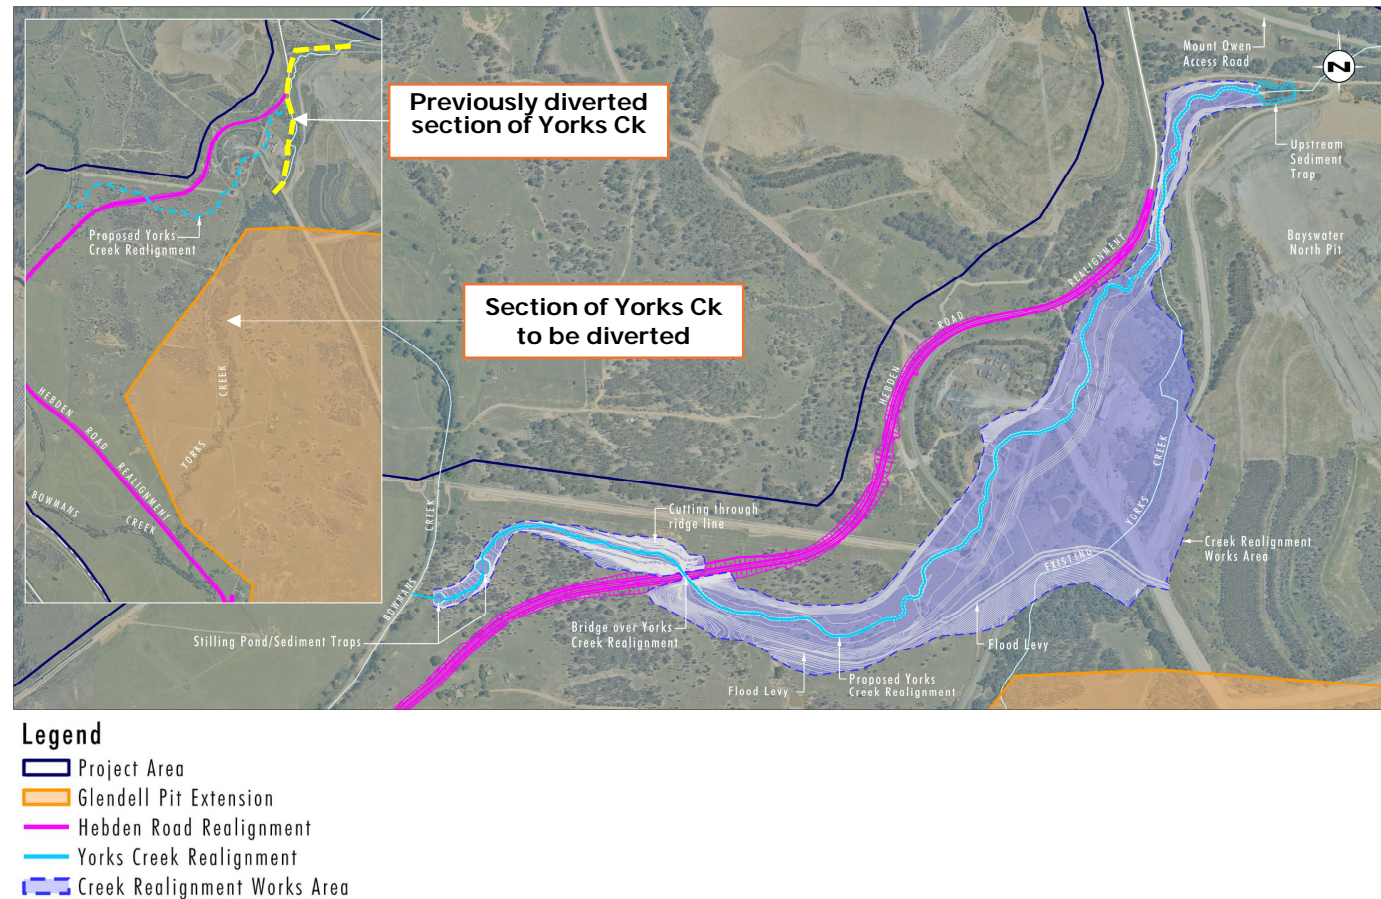 Previously diverted
section of Yorks Ck
Section of Yorks Ck
to be diverted
Proposed Yorks
Creek Realignment
CREEK
YORKS
HEBDEN
ROAD
REALIGNMENT
BOWMANS
CREEK
Mount Owen
Access Road
N
Upstream
Sediment
Trap
Bayswater
North Pit
REALIGNMENT
ROAD
HEBDEN
CREEK
BOWMANS
Cutting through
ridge line
CREEK
YORKS
EXISTING
Creek Realignment
Works Area
Stilling Pond/Sediment Traps
Bridge over Yorks
Creek Realignment
Flood Levy
Flood Levy
Proposed Yorks
Creek Realignment
Legend
Project Area
Glendell Pit Extension
Hebden Road Realignment
Yorks Creek Realignment
Creek Realignment Works Area